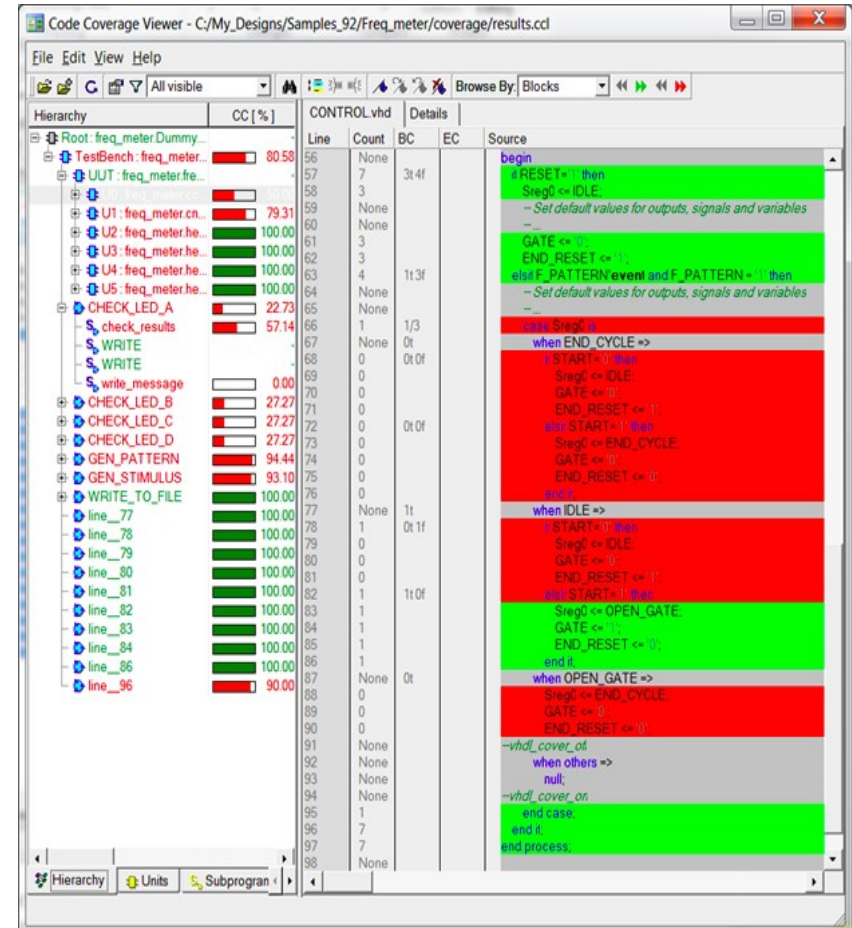 Code Coverage Viewer - C:/My_Designs/Samples_92/Freq_meter/coverage/results.ccl
File Edit View Help
All visible Browse By: Blocks
Hierarchy CC [ % ]
Root : freq_meter.Dummy... -
TestBench : freq_meter... 80.58
UUT : freq_meter.fre... -
U1 : freq_meter.cn... 79.31
U2 : freq_meter.he... 100.00
U3 : freq_meter.he... 100.00
U4 : freq_meter.he... 100.00
U5 : freq_meter.he... 100.00
CHECK_LED_A 22.73
check_results 57.14
WRITE -
WRITE -
write_message 0.00
CHECK_LED_B 27.27
CHECK_LED_C 27.27
CHECK_LED_D 27.27
GEN_PATTERN 94.44
GEN_STIMULUS 93.10
WRITE_TO_FILE 100.00
line__77 100.00
line__78 100.00
line__79 100.00
line__80 100.00
line__81 100.00
line__82 100.00
line__83 100.00
line__84 100.00
line__86 100.00
line__96 90.00
Hierarchy Units Subprogran
CONTROL.vhd Details
Line Count BC EC Source
56 None begin
57 7 3t 4f if RESET='1' then
58 3 Sreg0 <= IDLE;
59 None -- Set default values for outputs, signals and variables
60 None -- ...
61 3 GATE <= '0';
62 3 END_RESET <= '1';
63 4 1t 3f elsif F_PATTERN'event and F_PATTERN = '1' then
64 None -- Set default values for outputs, signals and variables
65 None -- ...
66 1 1/3 case Sreg0 is
67 None 0t when END_CYCLE =>
68 0 0t 0f if START='0' then
69 0 Sreg0 <= IDLE;
70 0 GATE <= '0';
71 0 END_RESET <= '1';
72 0 0t 0f elsif START='1' then
73 0 Sreg0 <= END_CYCLE;
74 0 GATE <= '0';
75 0 END_RESET <= '0';
76 0 end if;
77 None 1t when IDLE =>
78 1 0t 1f if START='0' then
79 0 Sreg0 <= IDLE;
80 0 GATE <= '0';
81 0 END_RESET <= '1';
82 1 1t 0f elsif START='1' then
83 1 Sreg0 <= OPEN_GATE;
84 1 GATE <= '1';
85 1 END_RESET <= '0';
86 1 end if;
87 None 0t when OPEN_GATE =>
88 0 Sreg0 <= END_CYCLE;
89 0 GATE <= '0';
90 0 END_RESET <= '0';
91 None --vhdl_cover_off
92 None when others =>
93 None null;
94 None --vhdl_cover_on
95 1 end case;
96 7 end if;
97 7 end process;
98 None